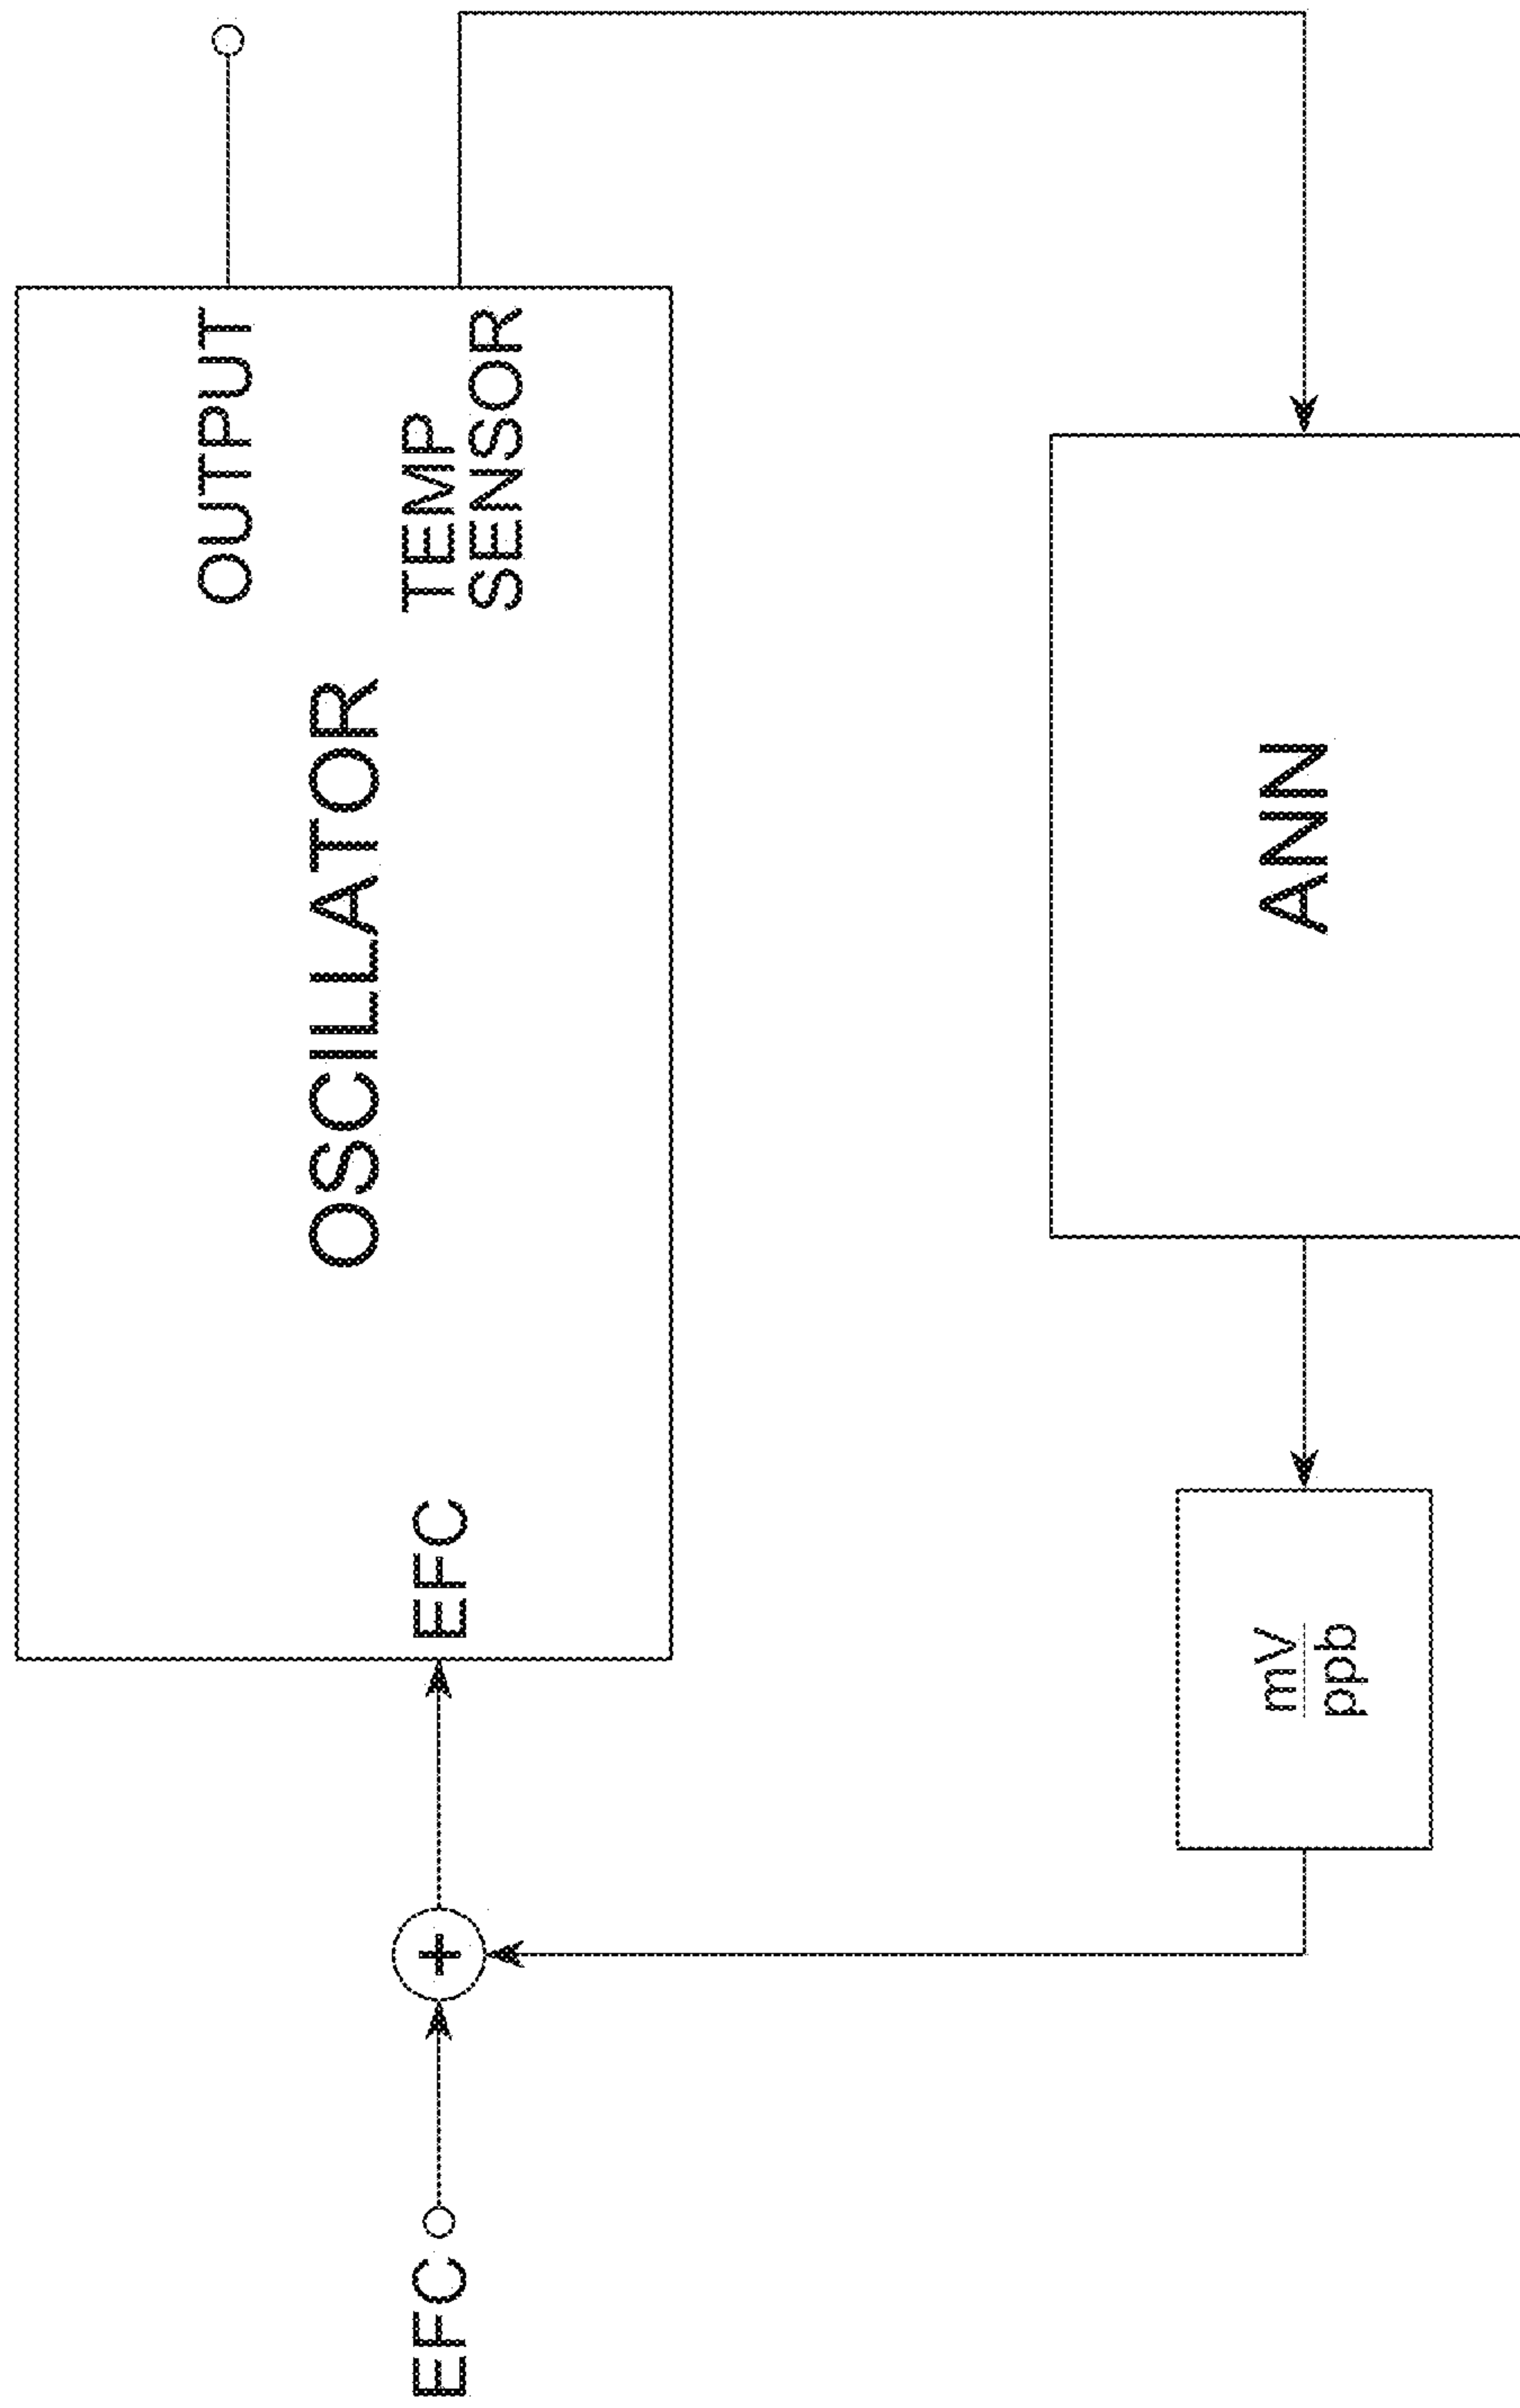 OUTPUT
TEMP
SENSOR
OSCILLATOR
EFC
EFC
+
ANN
mV
ppb